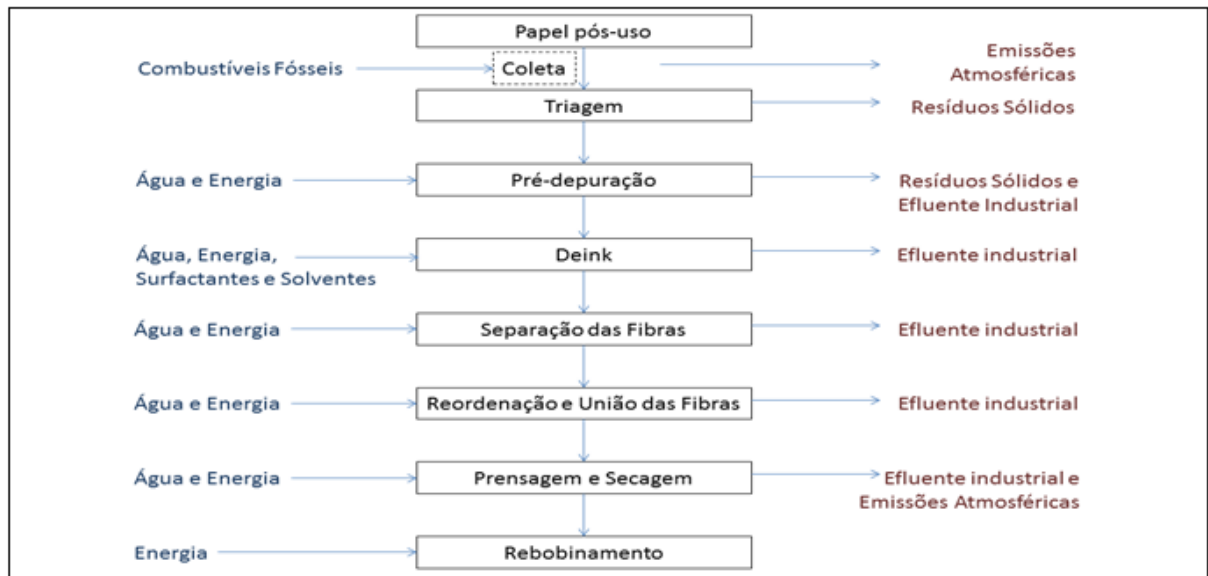 Papel pós-uso
Combustíveis Fósseis
Coleta
Emissões
Atmosféricas
Triagem
Resíduos Sólidos
Água e Energia
Pré-depuração
Resíduos Sólidos e
Efluente Industrial
Água, Energia,
Surfactantes e Solventes
Deink
Efluente industrial
Água e Energia
Separação das Fibras
Efluente industrial
Água e Energia
Reordenação e União das Fibras
Efluente industrial
Água e Energia
Prensagem e Secagem
Efluente industrial e
Emissões Atmosféricas
Energia
Rebobinamento